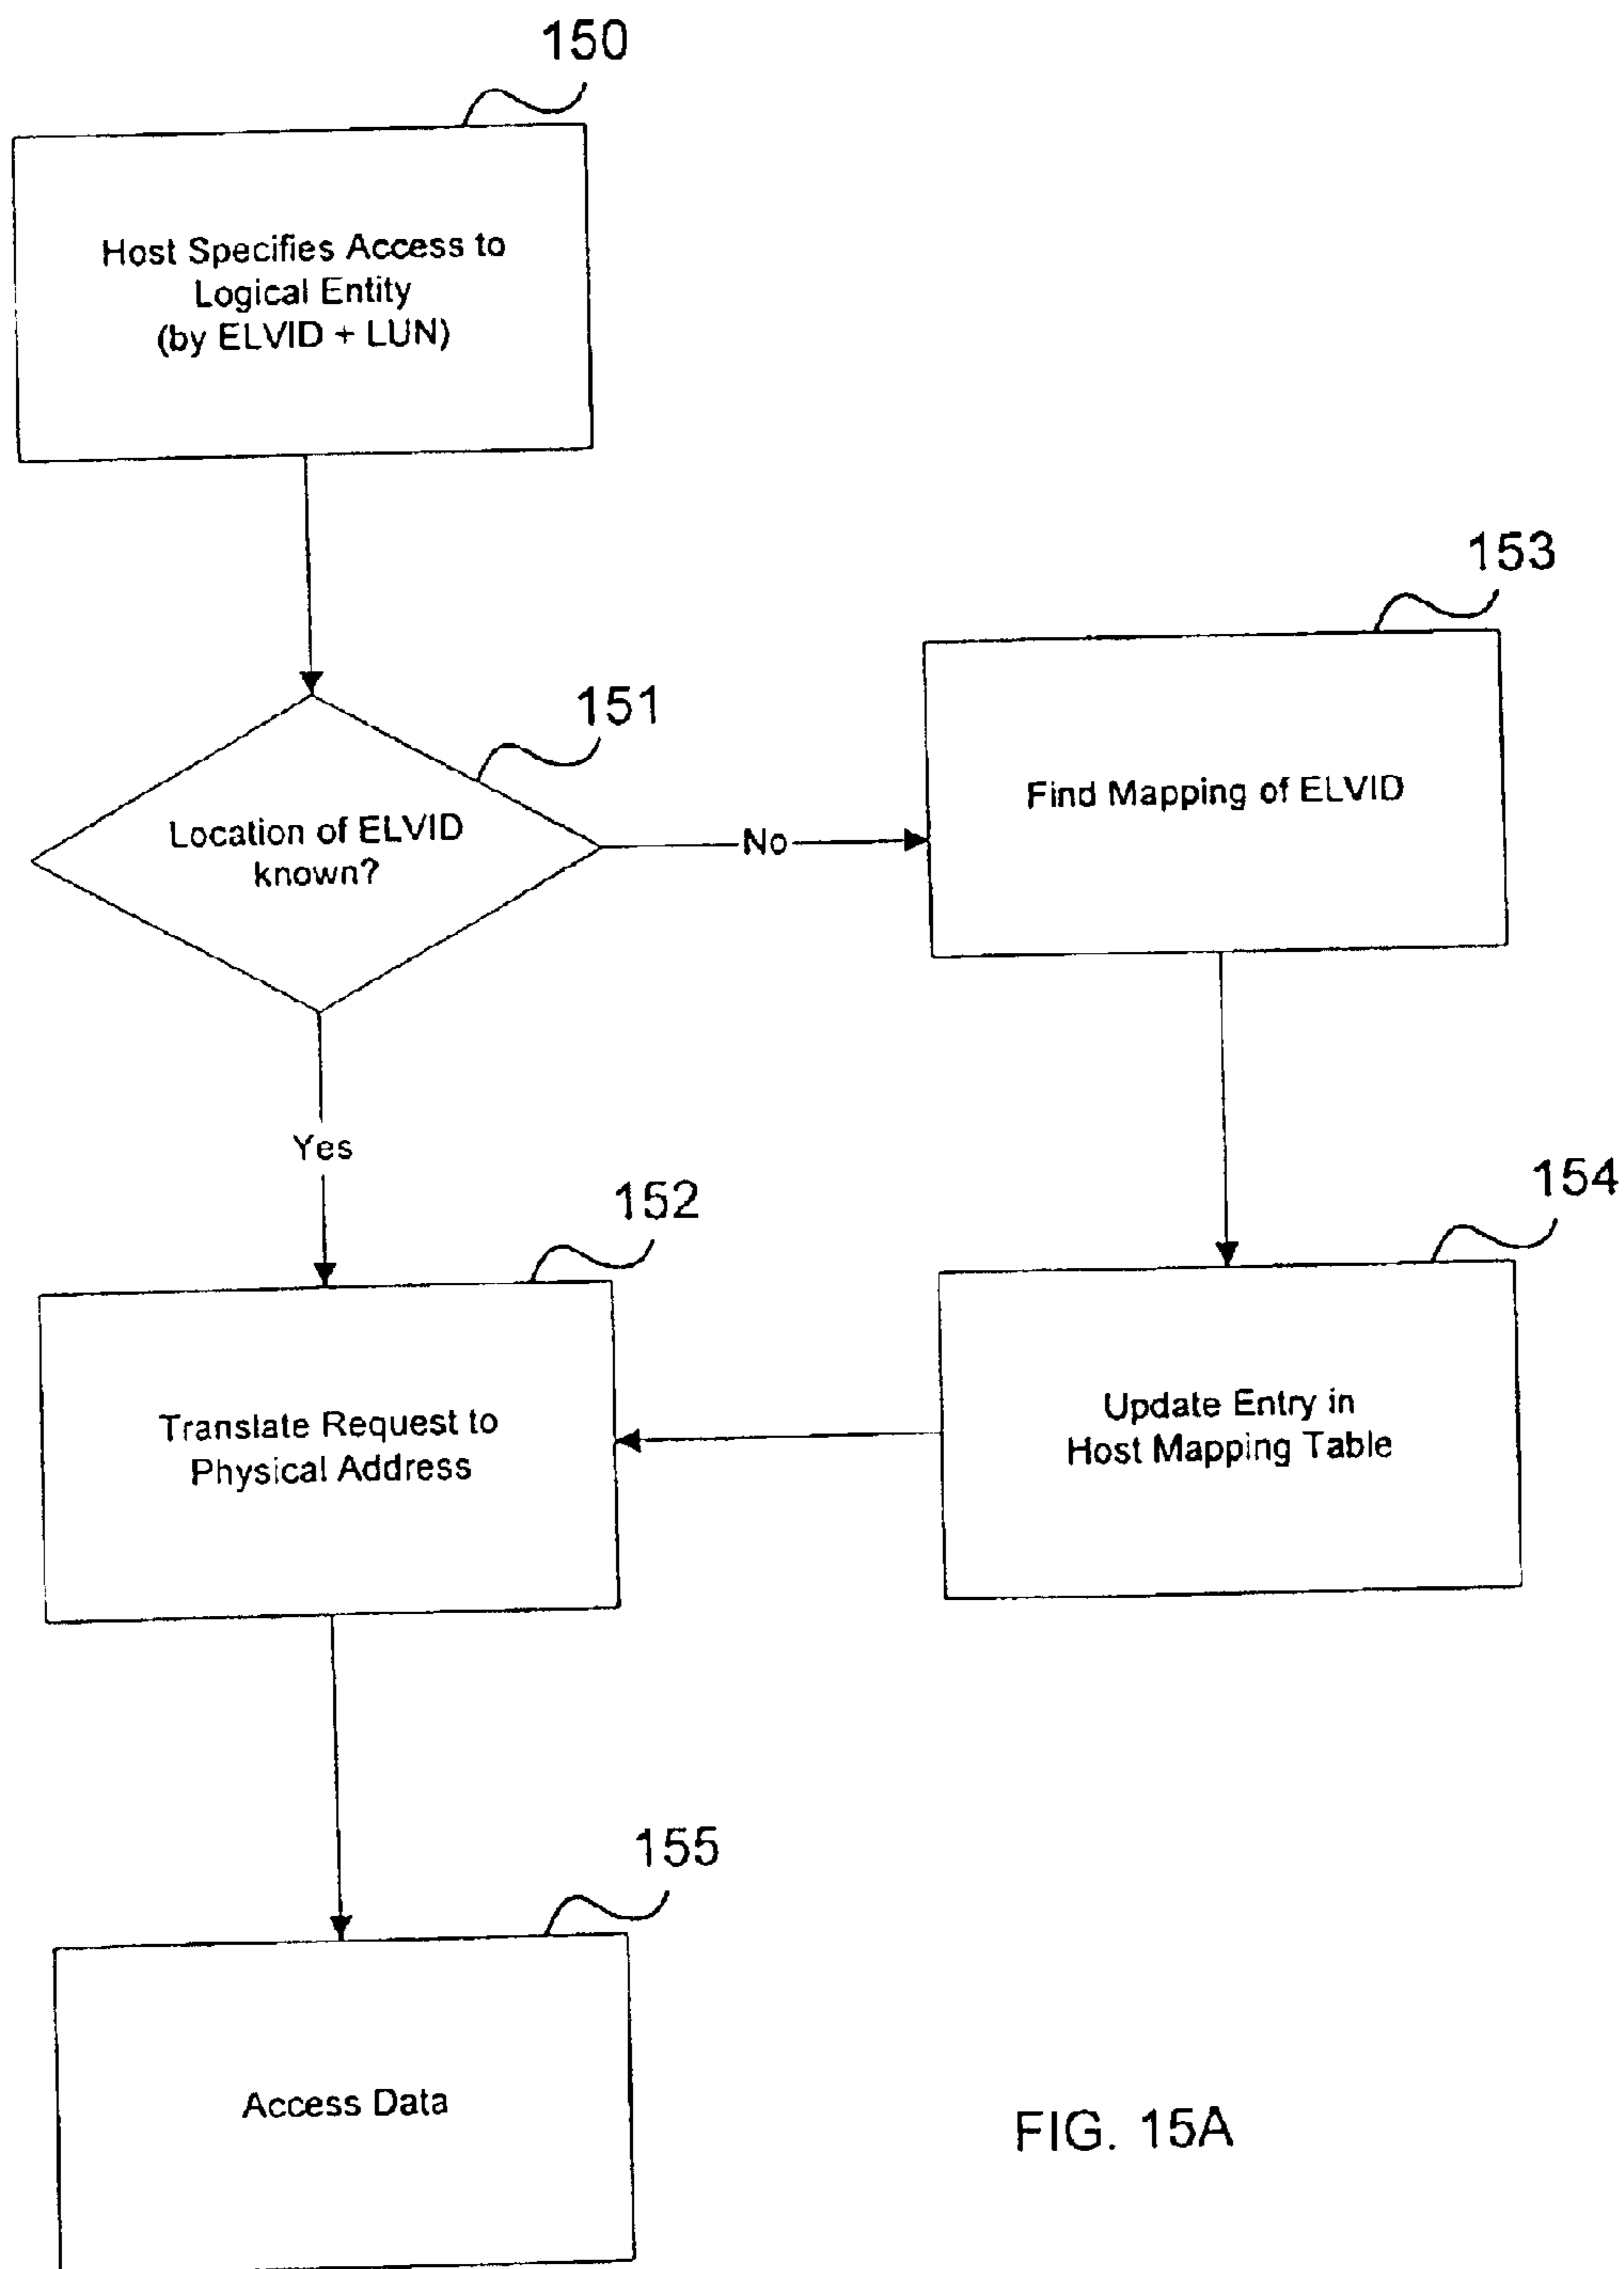 150
Host Specifies Access to
Logical Entity
(by ELVID + LUN)
151
Location of ELVID
known?
No
153
Find Mapping of ELVID
Yes
152
Translate Request to
Physical Address
154
Update Entry in
Host Mapping Table
155
Access Data
FIG. 15A